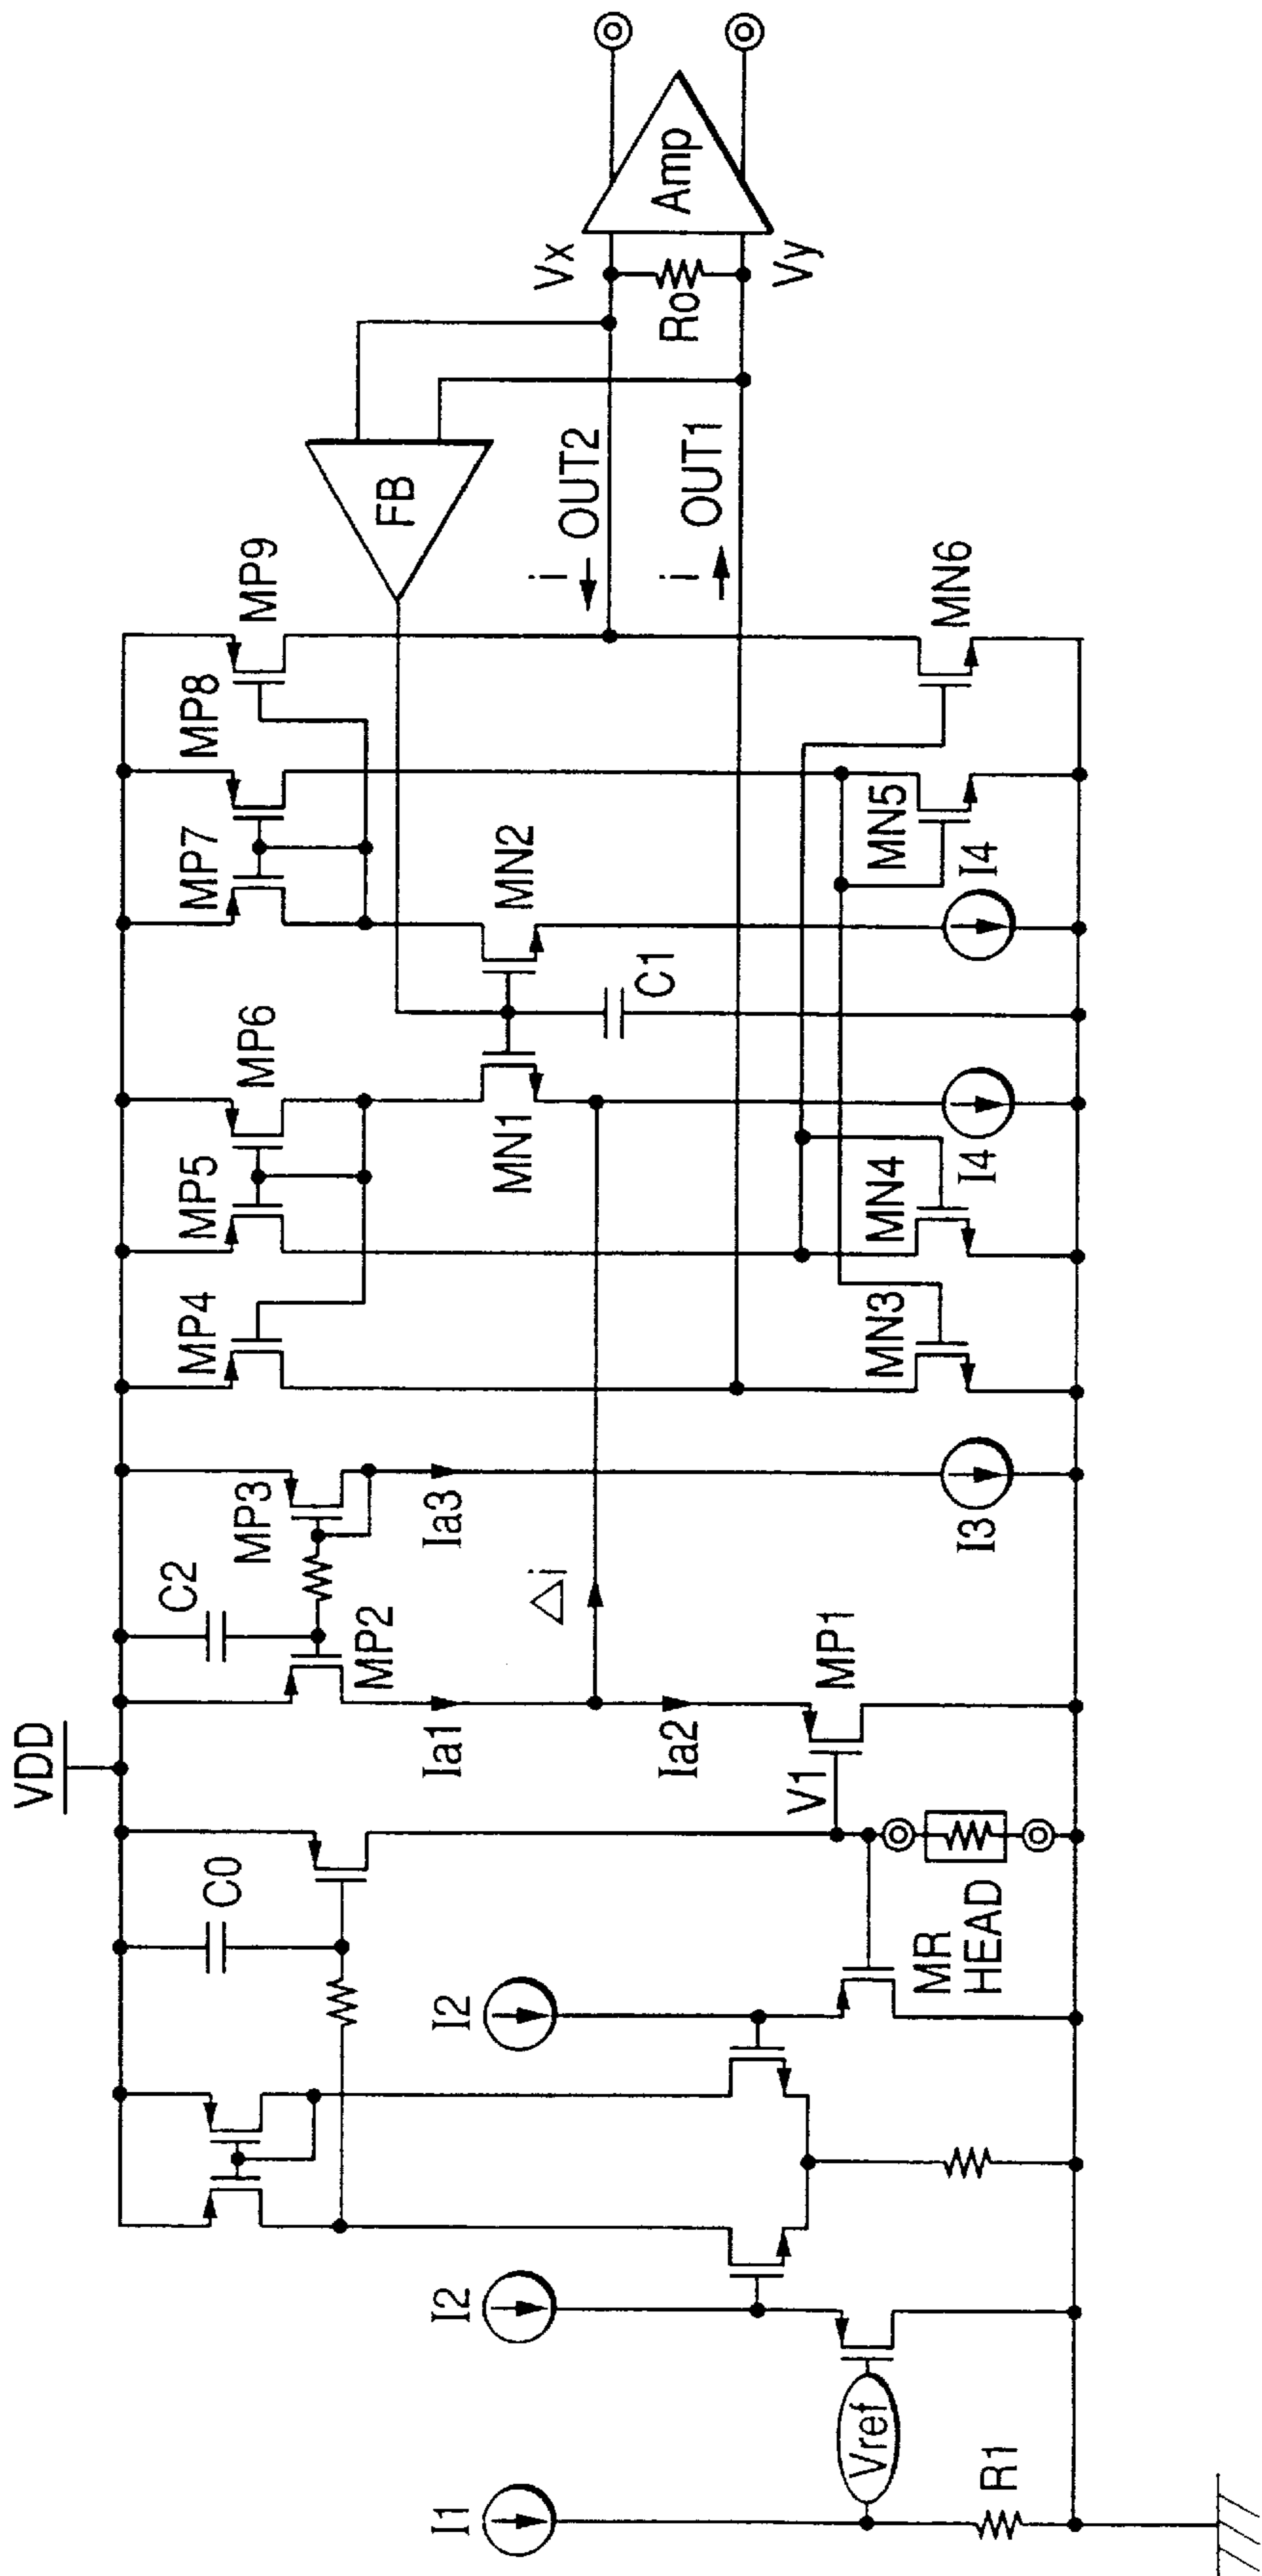 VDD
I1
Vref
R1
I2
I2
C0
MR
HEAD
V1
MP1
Ia1
Ia2
MP2
C2
MP3
Ia3
I3
Δi
MP4
MP5
MP6
MN1
MN2
C1
MN3
MN4
I4
I4
MP7
MP8
MP9
MN5
MN6
FB
i
OUT2
i
OUT1
Vx
Ro
Vy
Amp